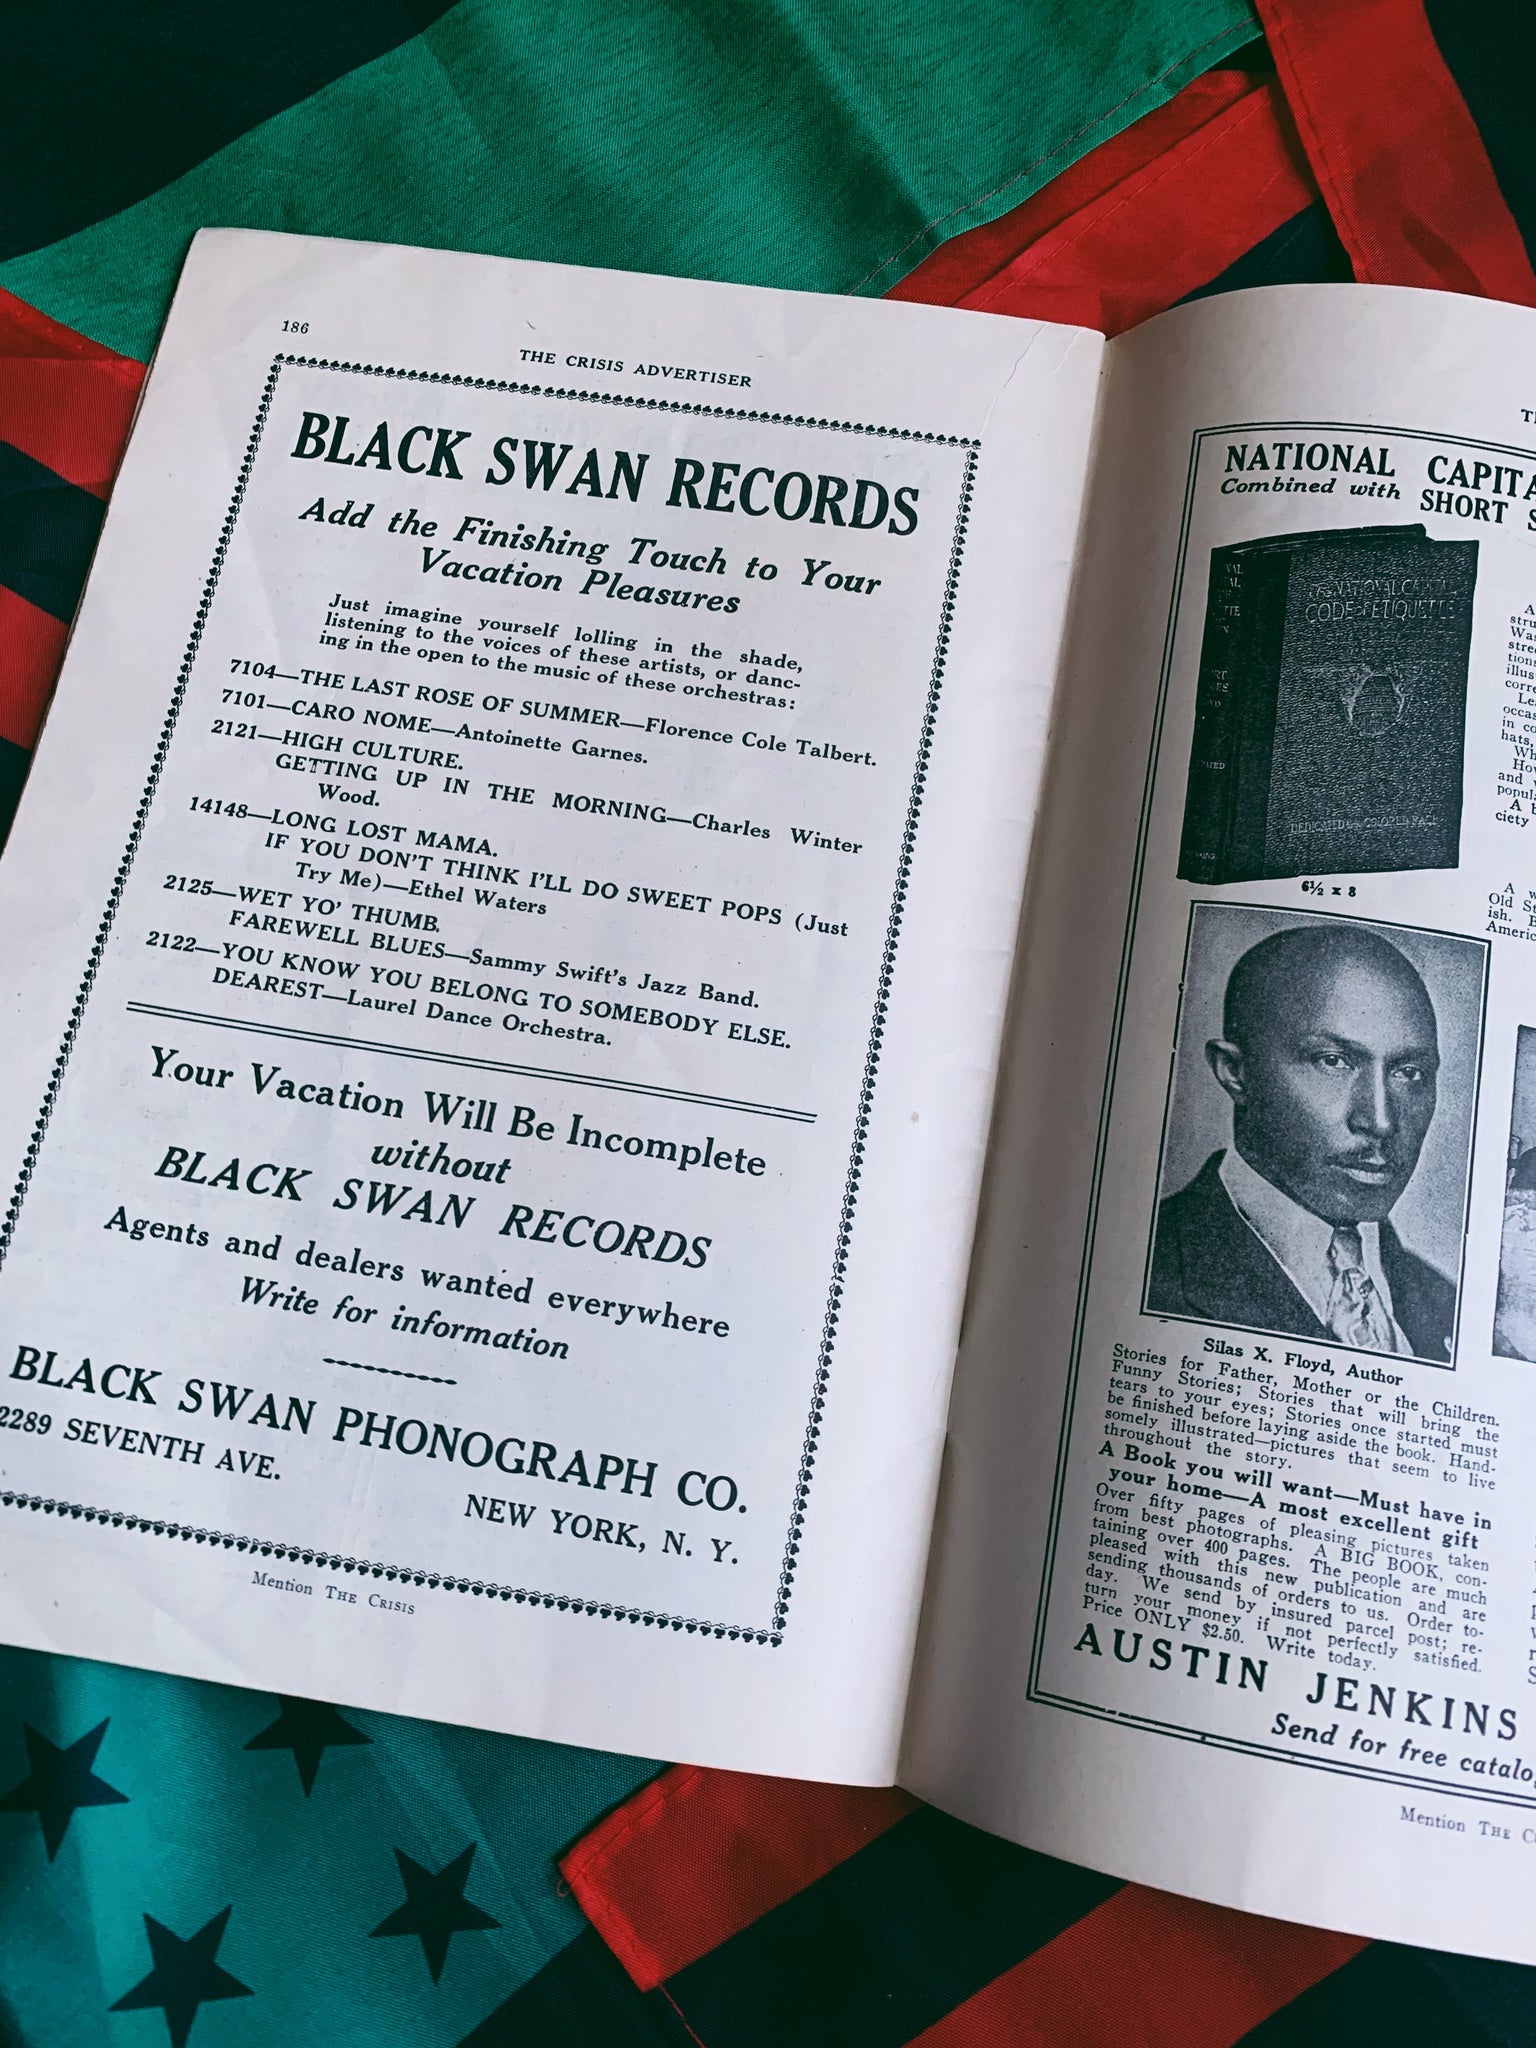 186
THE CRISIS ADVERTISER
BLACK SWAN RECORDS
Add the Finishing Touch to Your
Vacation Pleasures
Just imagine yourself lolling in the shade,
listening to the voices of these artists, or danc-
ing in the open to the music of these orchestras:
7104—THE LAST ROSE OF SUMMER—Florence Cole Talbert.
7101—CARO NOME—Antoinette Garnes.
2121—HIGH CULTURE.
GETTING UP IN THE MORNING—Charles Winter
Wood.
14148—LONG LOST MAMA.
IF YOU DON'T THINK I'LL DO SWEET POPS (Just
Try Me)—Ethel Waters
2125—WET YO' THUMB.
FAREWELL BLUES—Sammy Swift's Jazz Band.
2122—YOU KNOW YOU BELONG TO SOMEBODY ELSE.
DEAREST—Laurel Dance Orchestra.
Your Vacation Will Be Incomplete
without
BLACK SWAN RECORDS
Agents and dealers wanted everywhere
Write for information
BLACK SWAN PHONOGRAPH CO.
2289 SEVENTH AVE.
NEW YORK, N. Y.
Mention THE CRISIS
NATIONAL CAPITA
Combined with SHORT S
NATIONAL CAPITAL
CODE OF ETIQUETTE
DEDICATED COLORED RACE
6½ x 8
Silas X. Floyd, Author
Stories for Father, Mother or the Children.
Funny Stories; Stories that will bring the
tears to your eyes; Stories once started must
be finished before laying aside the book. Hand-
somely illustrated—pictures that seem to live
throughout the story.
A Book you will want—Must have in
your home—A most excellent gift
Over fifty pages of pleasing pictures taken
from best photographs. A BIG BOOK, con-
taining over 400 pages. The people are much
pleased with this new publication and are
sending thousands of orders to us. Order to-
day. We send by insured parcel post; re-
turn your money if not perfectly satisfied.
Price ONLY $2.50. Write today.
AUSTIN JENKINS
Send for free catalo
Mention THE C